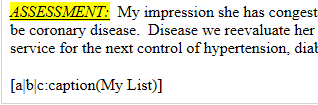 ASSESSMENT: My impression she has congest
be coronary disease. Disease we reevaluate her
service for the next control of hypertension, diab
[a|b|c:caption(My List)]